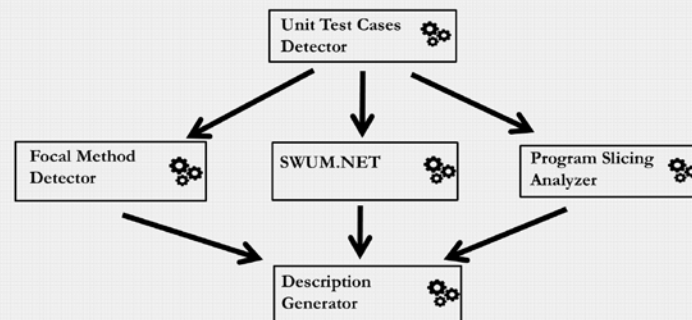 Unit Test Cases
Detector
Focal Method
Detector
SWUM.NET
Program Slicing
Analyzer
Description
Generator